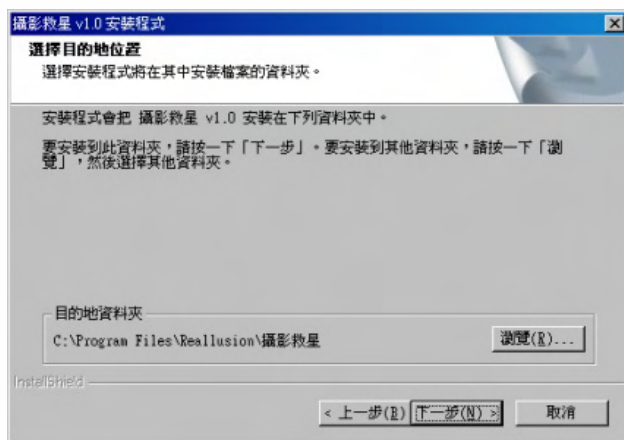 攝影救星 v1.0 安裝程式
選擇目的地位置
選擇安裝程式將在其中安裝檔案的資料夾。
安裝程式會把 攝影救星 v1.0 安裝在下列資料夾中。
要安裝到此資料夾，請按一下「下一步」。要安裝到其他資料夾，請按一下「瀏
覽」，然後選擇其他資料夾。
目的地資料夾
C:\Program Files\Reallusion\攝影救星
瀏覽(R)...
InstallShield
< 上一步(B)
下一步(N) >
取消